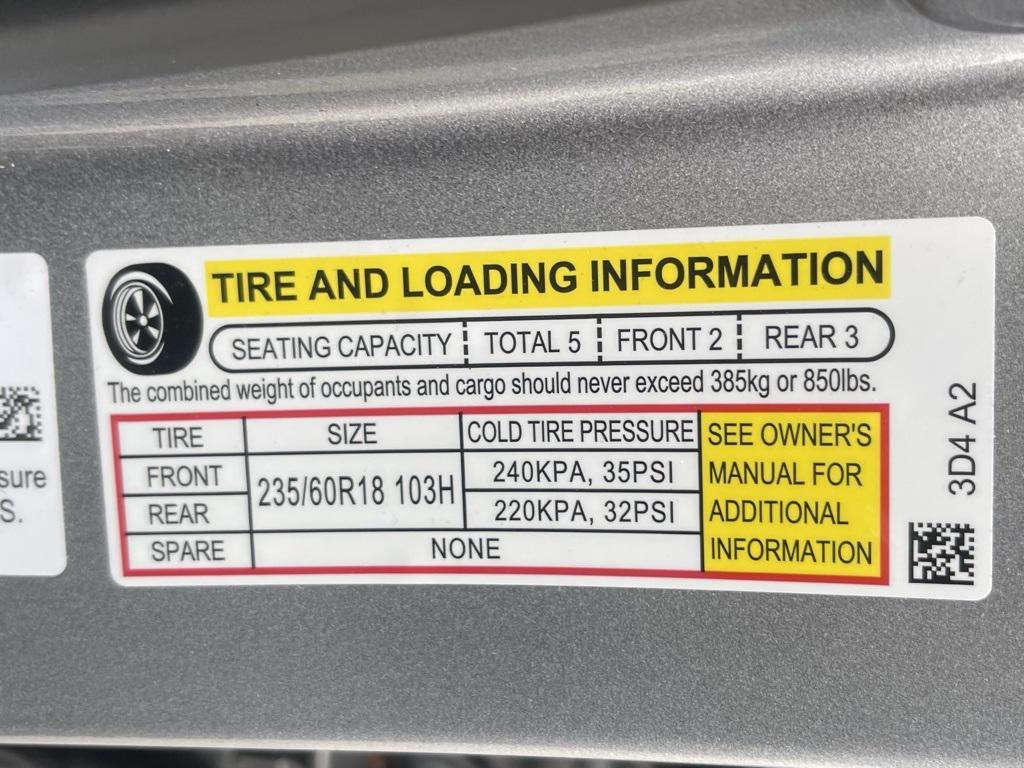 TIRE AND LOADING INFORMATION
SEATING CAPACITY TOTAL 5 FRONT 2 REAR 3
The combined weight of occupants and cargo should never exceed 385kg or 850lbs.
TIRE SIZE COLD TIRE PRESSURE
FRONT 235/60R18 103H 240KPA, 35PSI
REAR 220KPA, 32PSI
SPARE NONE
SEE OWNER'S
MANUAL FOR
ADDITIONAL
INFORMATION
3D4 A2
sure
S.